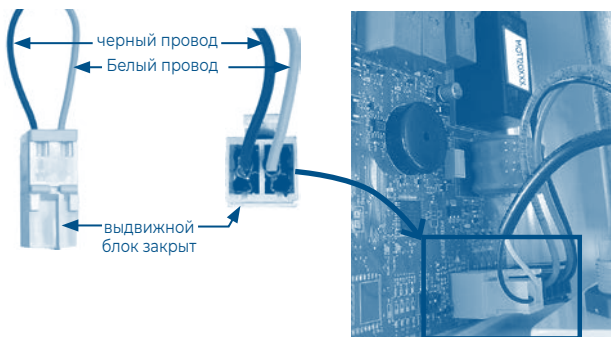 черный провод
Белый провод
выдвижной
блок закрыт